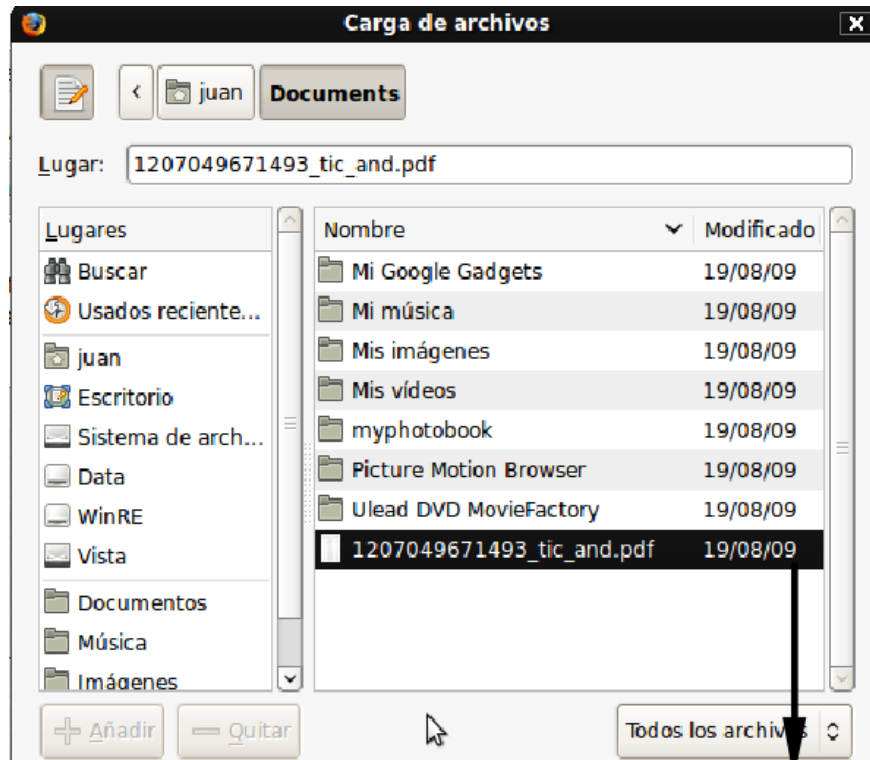 Carga de archivos
juan Documents
Lugar: 1207049671493_tic_and.pdf
Lugares
Buscar
Usados reciente...
juan
Escritorio
Sistema de arch...
Data
WinRE
Vista
Documentos
Música
Imágenes
Nombre Modificado
Mi Google Gadgets 19/08/09
Mi música 19/08/09
Mis imágenes 19/08/09
Mis vídeos 19/08/09
myphotobook 19/08/09
Picture Motion Browser 19/08/09
Ulead DVD MovieFactory 19/08/09
1207049671493_tic_and.pdf 19/08/09
Añadir Quitar Todos los archivos